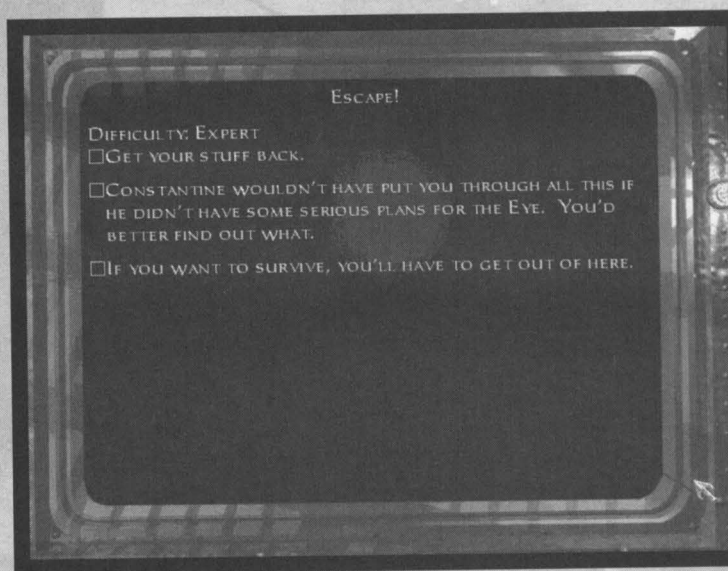 Escape!
Difficulty: Expert
☐Get your stuff back.
☐Constantine wouldn't have put you through all this if
he didn't have some serious plans for the Eye. You'd
better find out what.
☐If you want to survive, you'll have to get out of here.